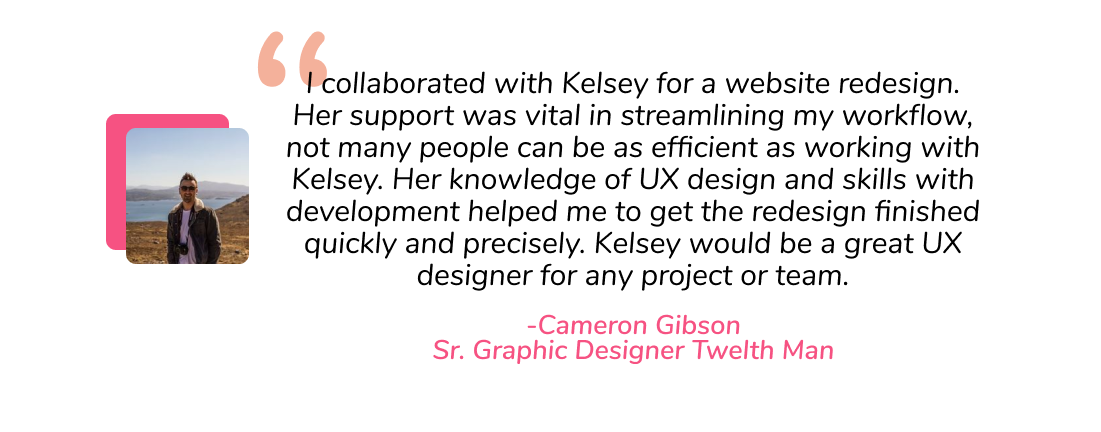 “
I collaborated with Kelsey for a website redesign.
Her support was vital in streamlining my workflow,
not many people can be as efficient as working with
Kelsey. Her knowledge of UX design and skills with
development helped me to get the redesign finished
quickly and precisely. Kelsey would be a great UX
designer for any project or team.
-Cameron Gibson
Sr. Graphic Designer Twelth Man